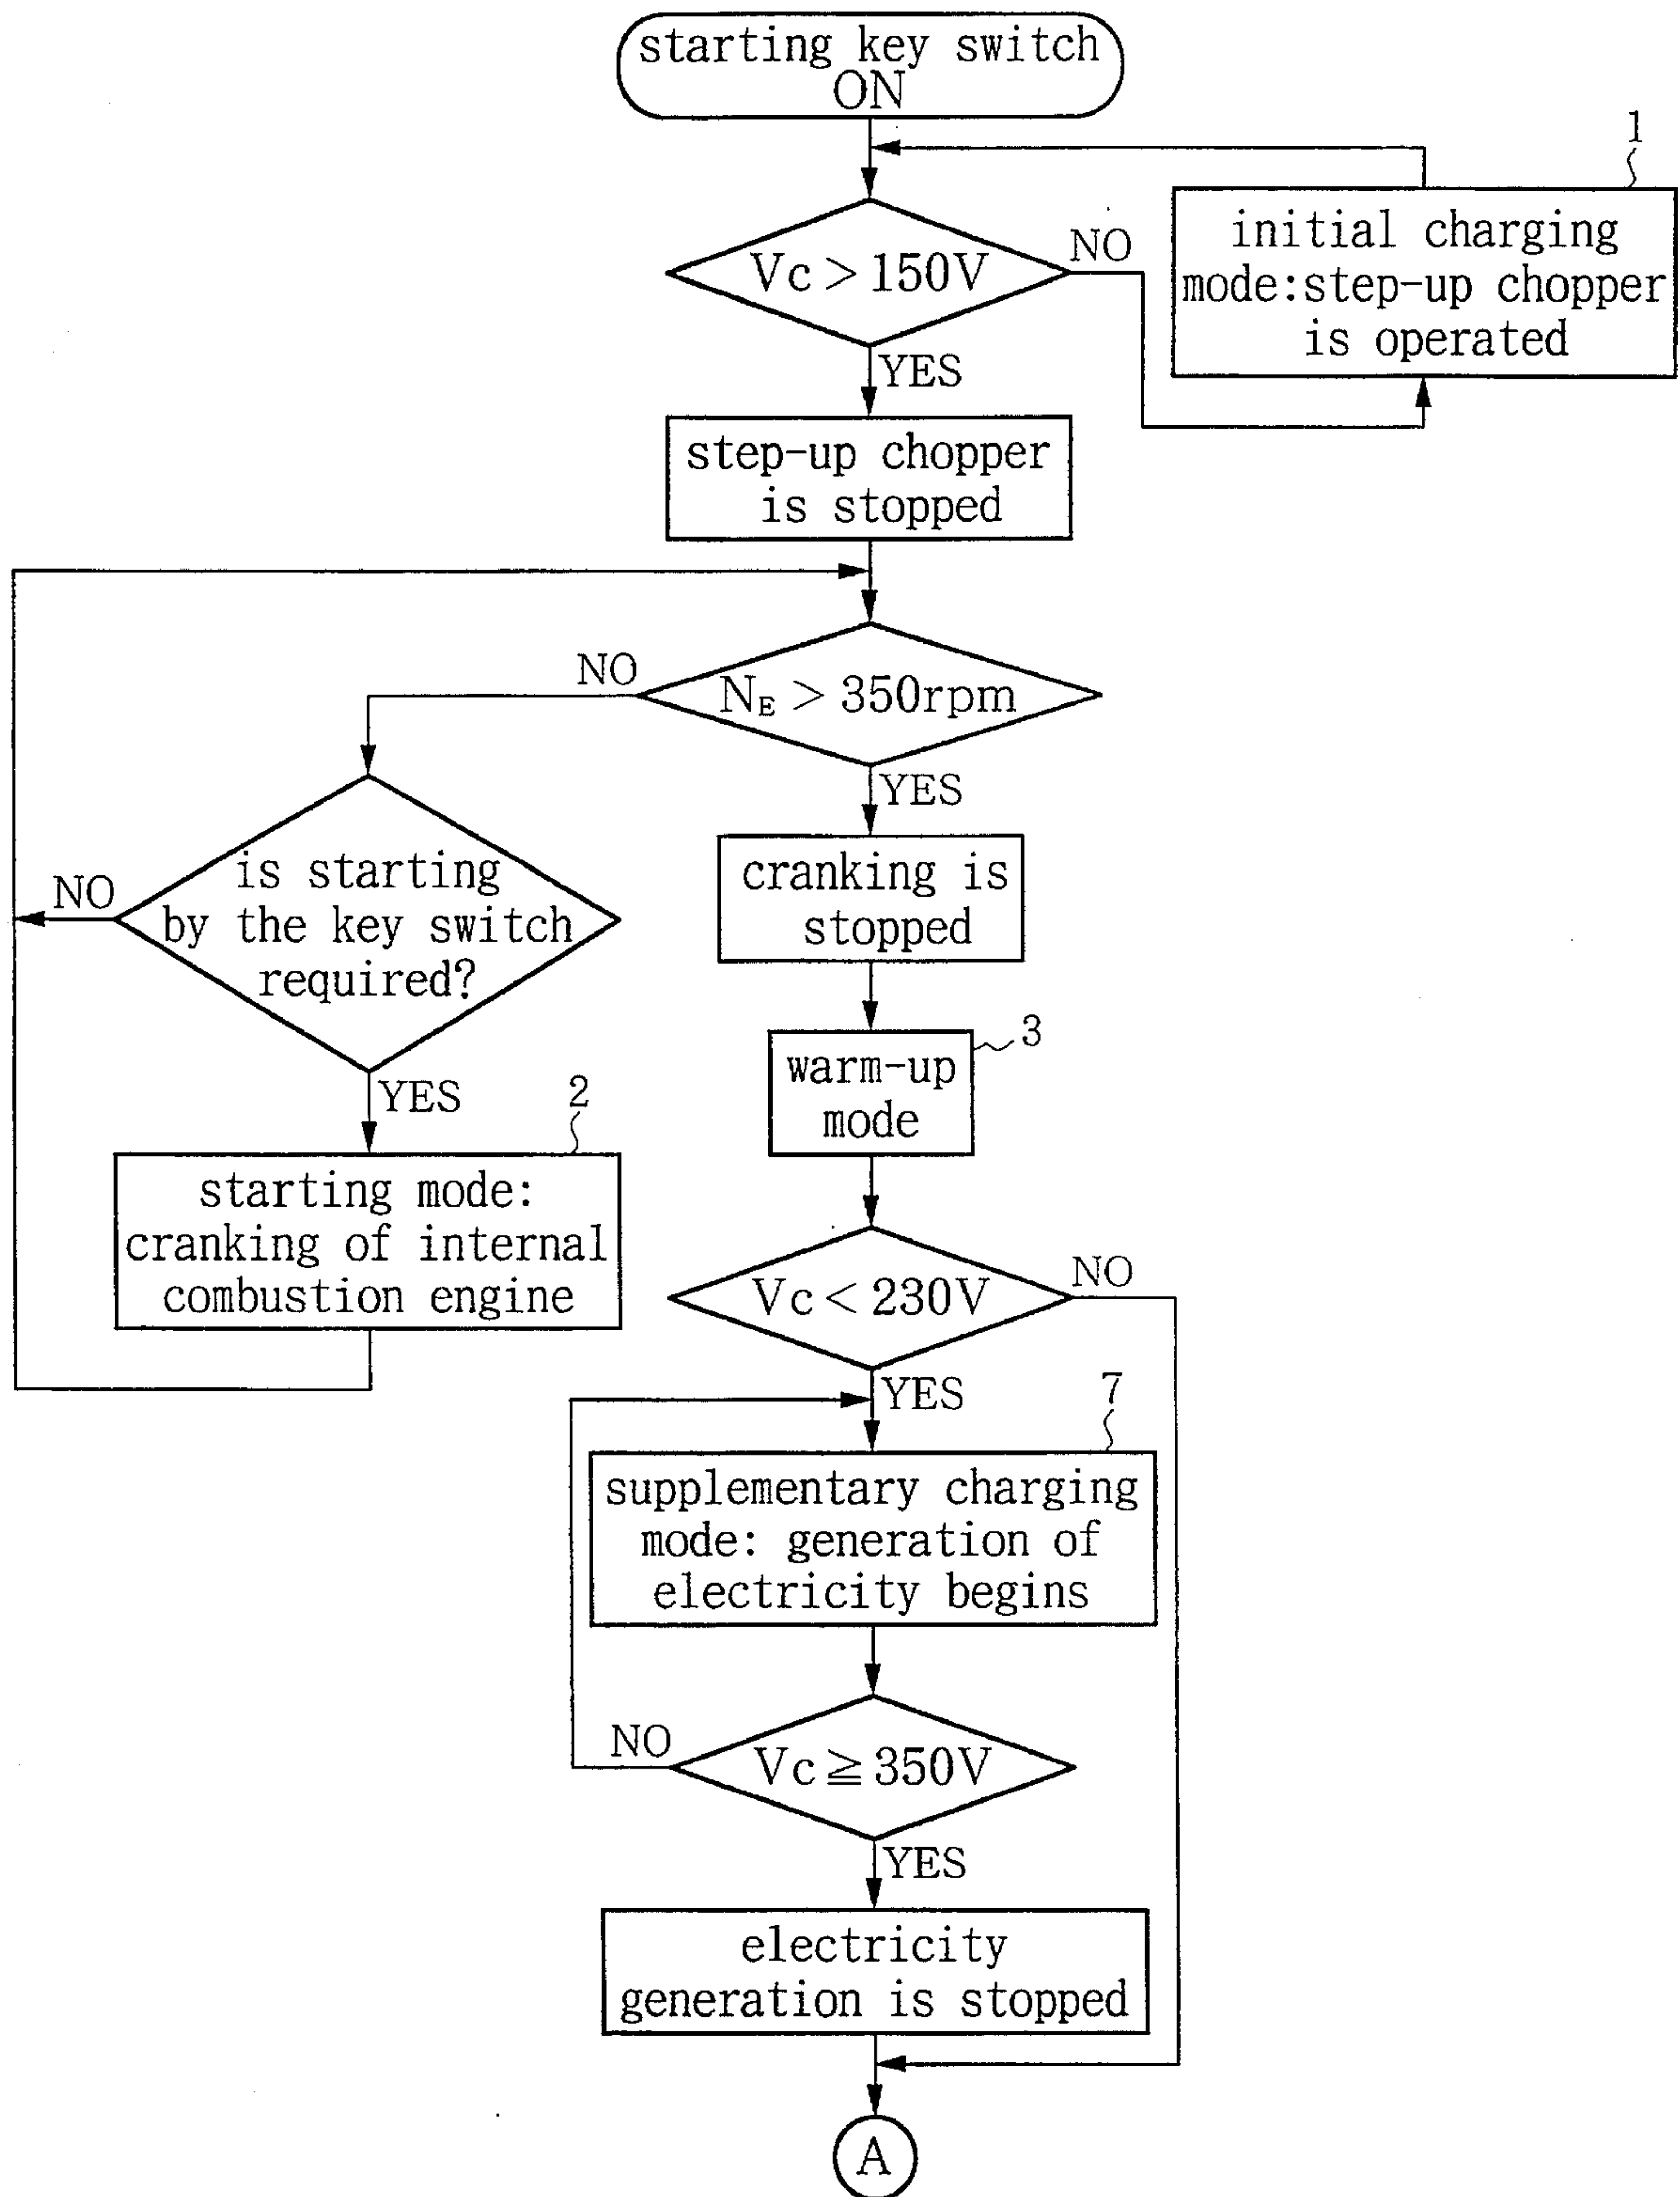 starting key switch
ON
1
initial charging
mode:step-up chopper
is operated
Vc > 150V
NO
YES
step-up chopper
is stopped
NO
NE > 350rpm
YES
is starting
by the key switch
required?
NO
cranking is
stopped
3
warm-up
mode
YES
2
starting mode:
cranking of internal
combustion engine
Vc < 230V
NO
YES
7
supplementary charging
mode: generation of
electricity begins
NO
Vc ≧ 350V
YES
electricity
generation is stopped
A